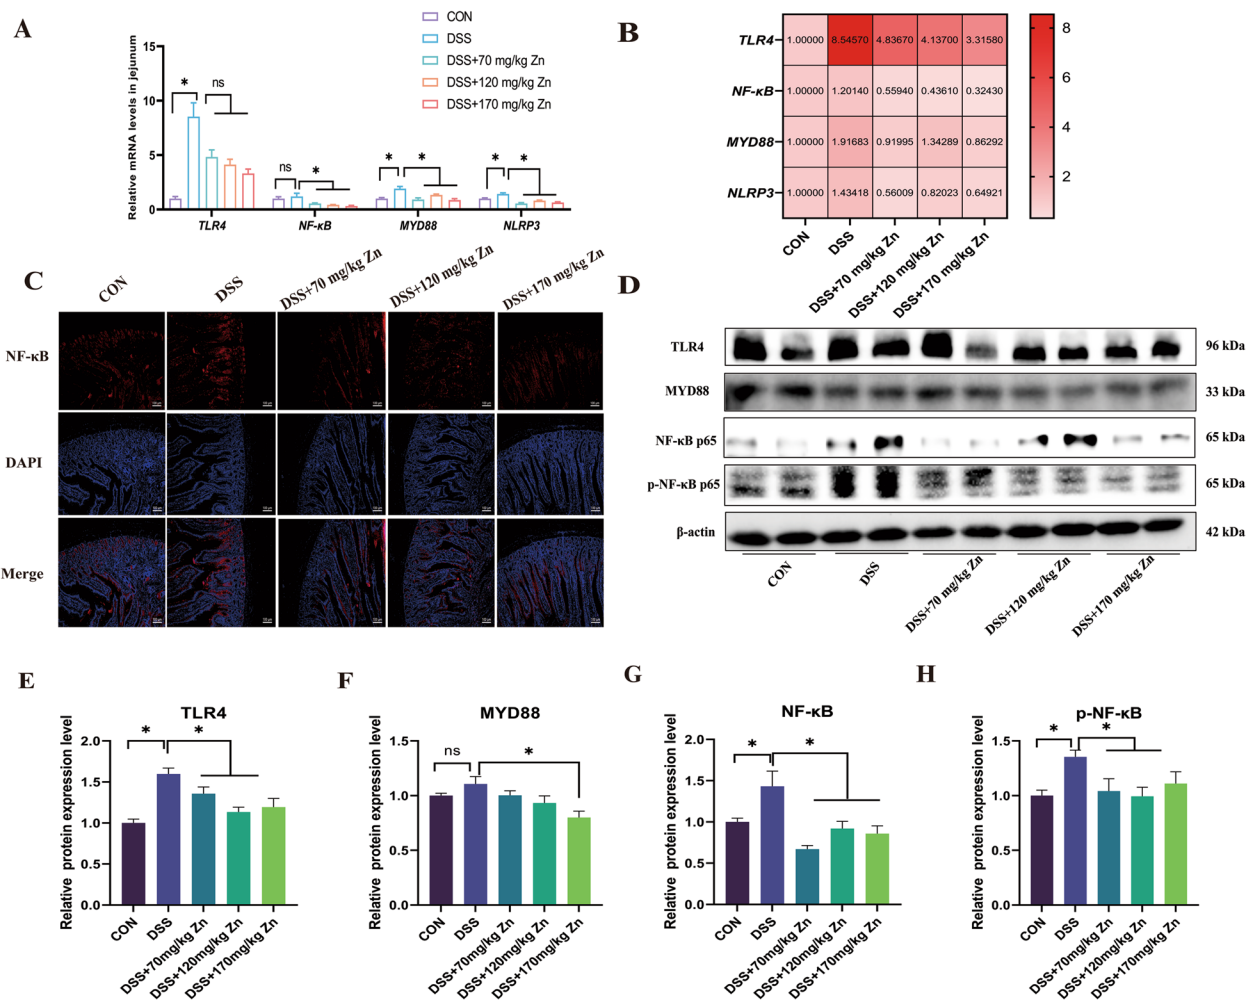 A
Relative mRNA levels in jejunum
15
10
5
0
*
ns
ns
*
*
*
*
*
TLR4
NF-κB
MYD88
NLRP3
CON
DSS
DSS+70 mg/kg Zn
DSS+120 mg/kg Zn
DSS+170 mg/kg Zn
B
TLR4 1.00000 8.54570 4.83670 4.13700 3.31580
NF-κB 1.00000 1.20140 0.55940 0.43610 0.32430
MYD88 1.00000 1.91683 0.91995 1.34289 0.86292
NLRP3 1.00000 1.43418 0.56009 0.82023 0.64921
CON
DSS
DSS+70 mg/kg Zn
DSS+120 mg/kg Zn
DSS+170 mg/kg Zn
8
6
4
2
C
CON
DSS
DSS+70 mg/kg Zn
DSS+120 mg/kg Zn
DSS+170 mg/kg Zn
NF-κB
DAPI
Merge
D
TLR4 96 kDa
MYD88 33 kDa
NF-κB p65 65 kDa
p-NF-κB p65 65 kDa
β-actin 42 kDa
CON
DSS
DSS+70 mg/kg Zn
DSS+120 mg/kg Zn
DSS+170 mg/kg Zn
E
TLR4
Relative protein expression level
2.0
1.5
1.0
0.5
0.0
*
*
CON
DSS
DSS+70mg/kg Zn
DSS+120mg/kg Zn
DSS+170mg/kg Zn
F
MYD88
Relative protein expression level
1.5
1.0
0.5
0.0
ns
*
CON
DSS
DSS+70mg/kg Zn
DSS+120mg/kg Zn
DSS+170mg/kg Zn
G
NF-κB
Relative protein expression level
2.0
1.5
1.0
0.5
0.0
*
*
CON
DSS
DSS+70mg/kg Zn
DSS+120mg/kg Zn
DSS+170mg/kg Zn
H
p-NF-κB
Relative protein expression level
1.5
1.0
0.5
0.0
*
*
CON
DSS
DSS+70mg/kg Zn
DSS+120mg/kg Zn
DSS+170mg/kg Zn